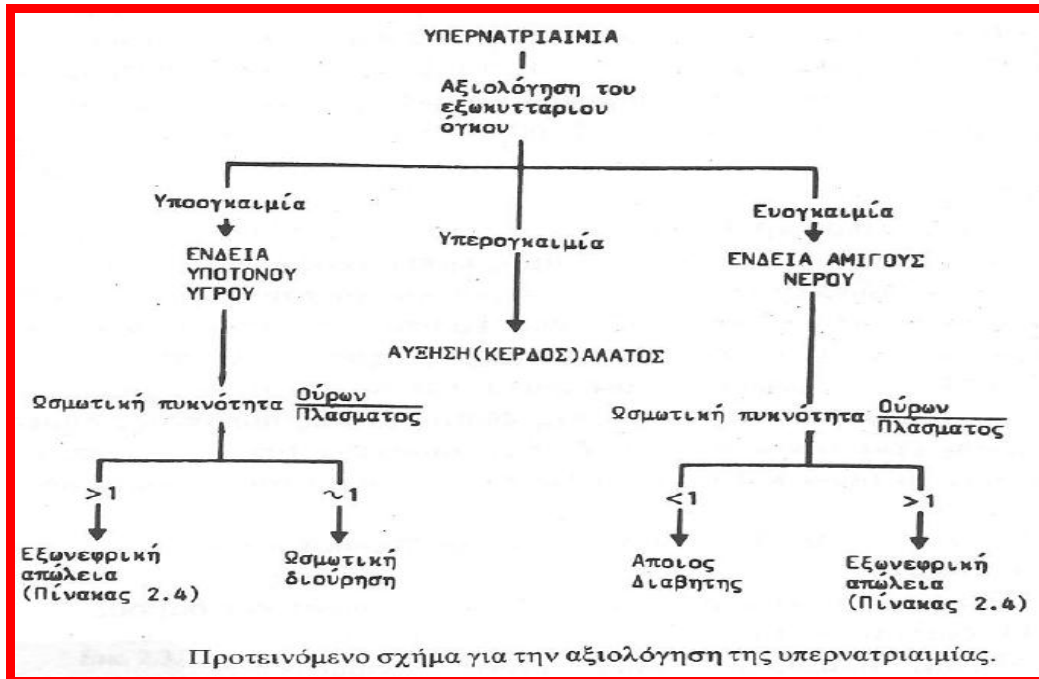 ΥΠΕΡΝΑΤΡΙΑΙΜΙΑ
Αξιολόγηση του
εξωκυττάριου
όγκου
Υποογκαιμία
Υπερογκαιμία
Ευογκαιμία
ΕΝΔΕΙΑ
ΥΠΟΤΟΝΟΥ
ΥΓΡΟΥ
ΕΝΔΕΙΑ ΑΜΙΓΟΥΣ
ΝΕΡΟΥ
ΑΥΞΗΣΗ(ΚΕΡΔΟΣ)ΑΛΑΤΟΣ
Ωσμωτική πυκνότητα Ούρων
Πλάσματος
Ωσμωτική πυκνότητα Ούρων
Πλάσματος
>1
~1
<1
>1
Εξωνεφρική
απώλεια
(Πίνακας 2.4)
Ωσμωτική
διούρηση
Αποιος
Διαβητης
Εξωνεφρική
απώλεια
(Πίνακας 2.4)
Προτεινόμενο σχήμα για την αξιολόγηση της υπερνατριαιμίας.